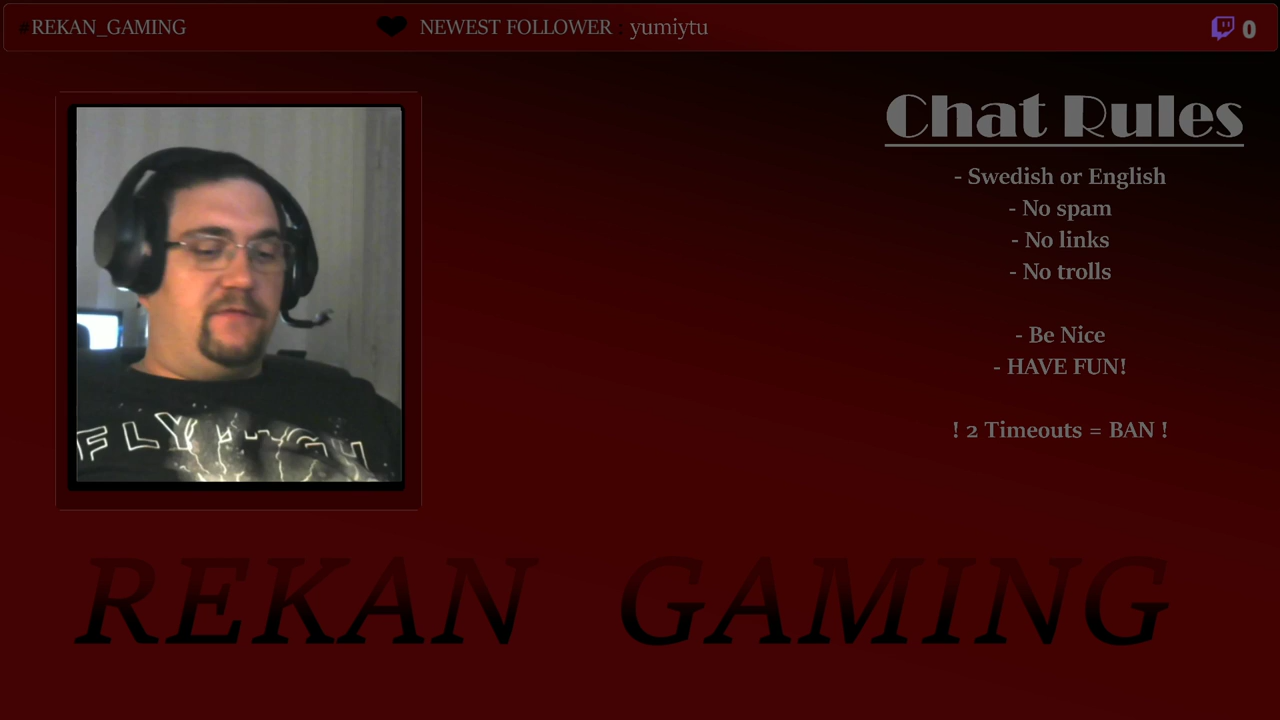 #REKAN_GAMING
NEWEST FOLLOWER : yumiytu
0
Chat Rules
- Swedish or English
- No spam
- No links
- No trolls
- Be Nice
- HAVE FUN!
! 2 Timeouts = BAN !
FLY
REKAN GAMING